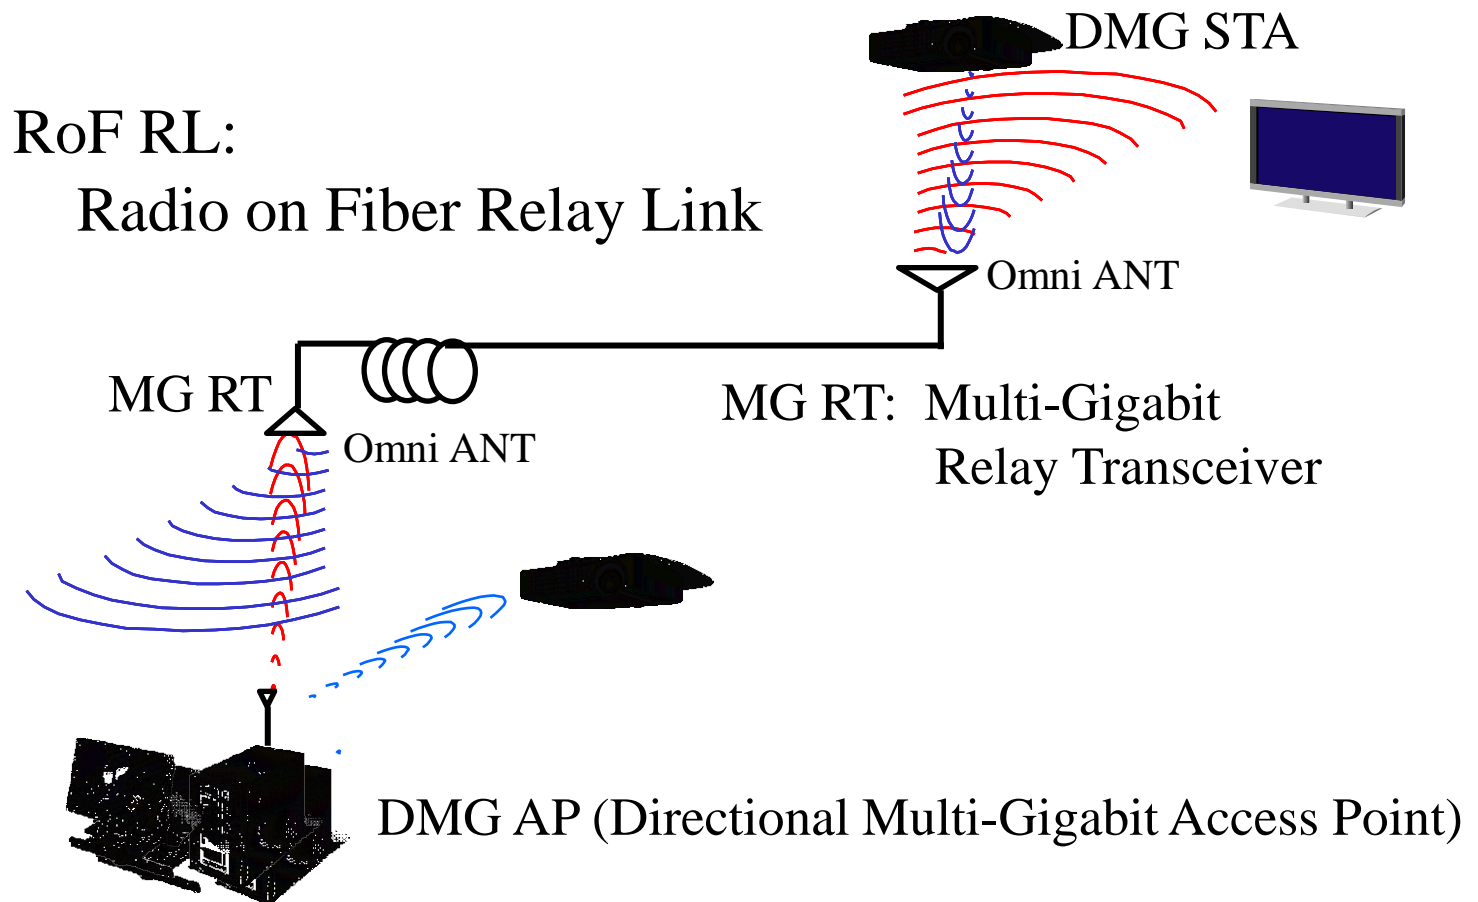 DMG STA
RoF RL:
Radio on Fiber Relay Link
Omni ANT
MG RT
Omni ANT
MG RT: Multi-Gigabit
Relay Transceiver
DMG AP (Directional Multi-Gigabit Access Point)